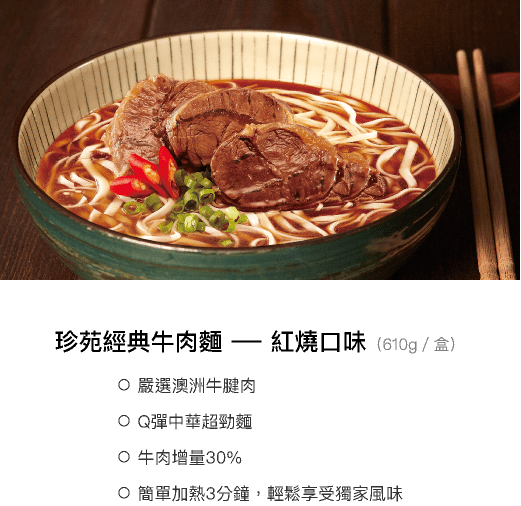 珍苑經典牛肉麵 — 紅燒口味（610g / 盒）
○ 嚴選澳洲牛腱肉
○ Q彈中華超勁麵
○ 牛肉增量30%
○ 簡單加熱3分鐘，輕鬆享受獨家風味